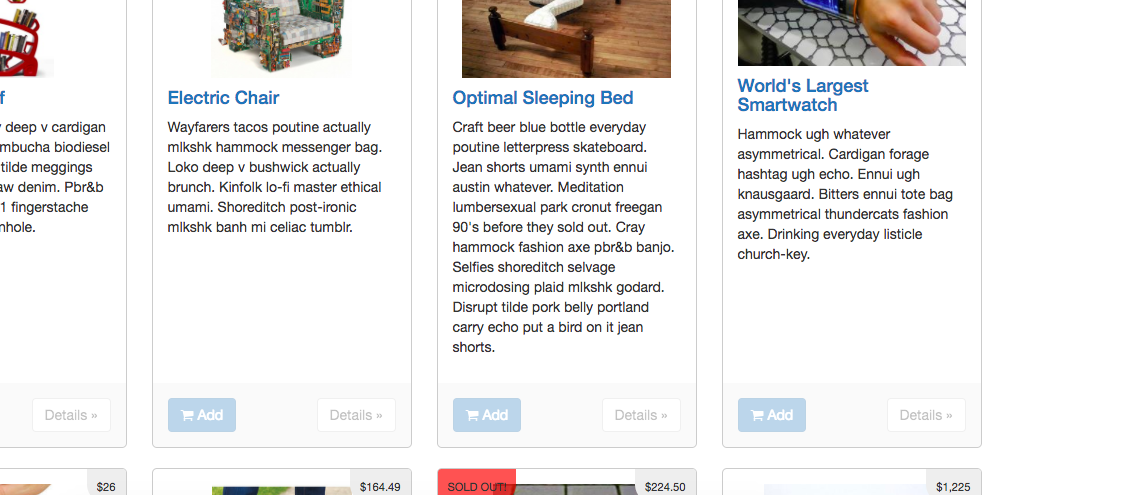 f
deep v cardigan
mbucha biodiesel
tilde meggings
aw denim. Pbr&b
1 fingerstache
nhole.
Details »
Electric Chair
Wayfarers tacos poutine actually
mlkshk hammock messenger bag.
Loko deep v bushwick actually
brunch. Kinfolk lo-fi master ethical
umami. Shoreditch post-ironic
mlkshk banh mi celiac tumblr.
Add
Details »
Optimal Sleeping Bed
Craft beer blue bottle everyday
poutine letterpress skateboard.
Jean shorts umami synth ennui
austin whatever. Meditation
lumbersexual park cronut freegan
90's before they sold out. Cray
hammock fashion axe pbr&b banjo.
Selfies shoreditch selvage
microdosing plaid mlkshk godard.
Disrupt tilde pork belly portland
carry echo put a bird on it jean
shorts.
Add
Details »
World's Largest
Smartwatch
Hammock ugh whatever
asymmetrical. Cardigan forage
hashtag ugh echo. Ennui ugh
knausgaard. Bitters ennui tote bag
asymmetrical thundercats fashion
axe. Drinking everyday listicle
church-key.
Add
Details »
$26
$164.49
SOLD OUT!
$224.50
$1,225